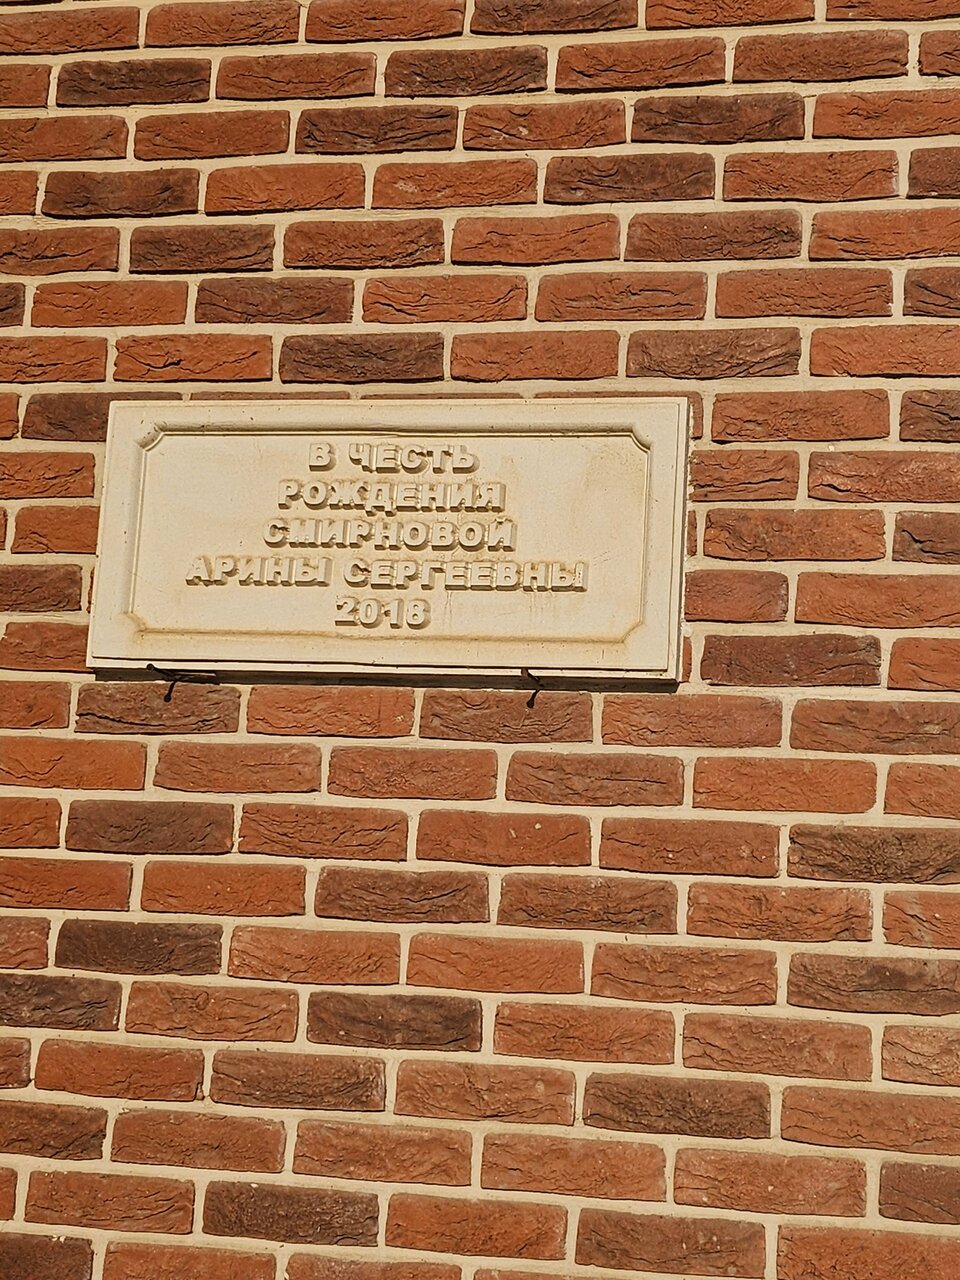 В ЧЕСТЬ
РОЖДЕНИЯ
СМИРНОВОЙ
АРИНЫ СЕРГЕЕВНЫ
2018